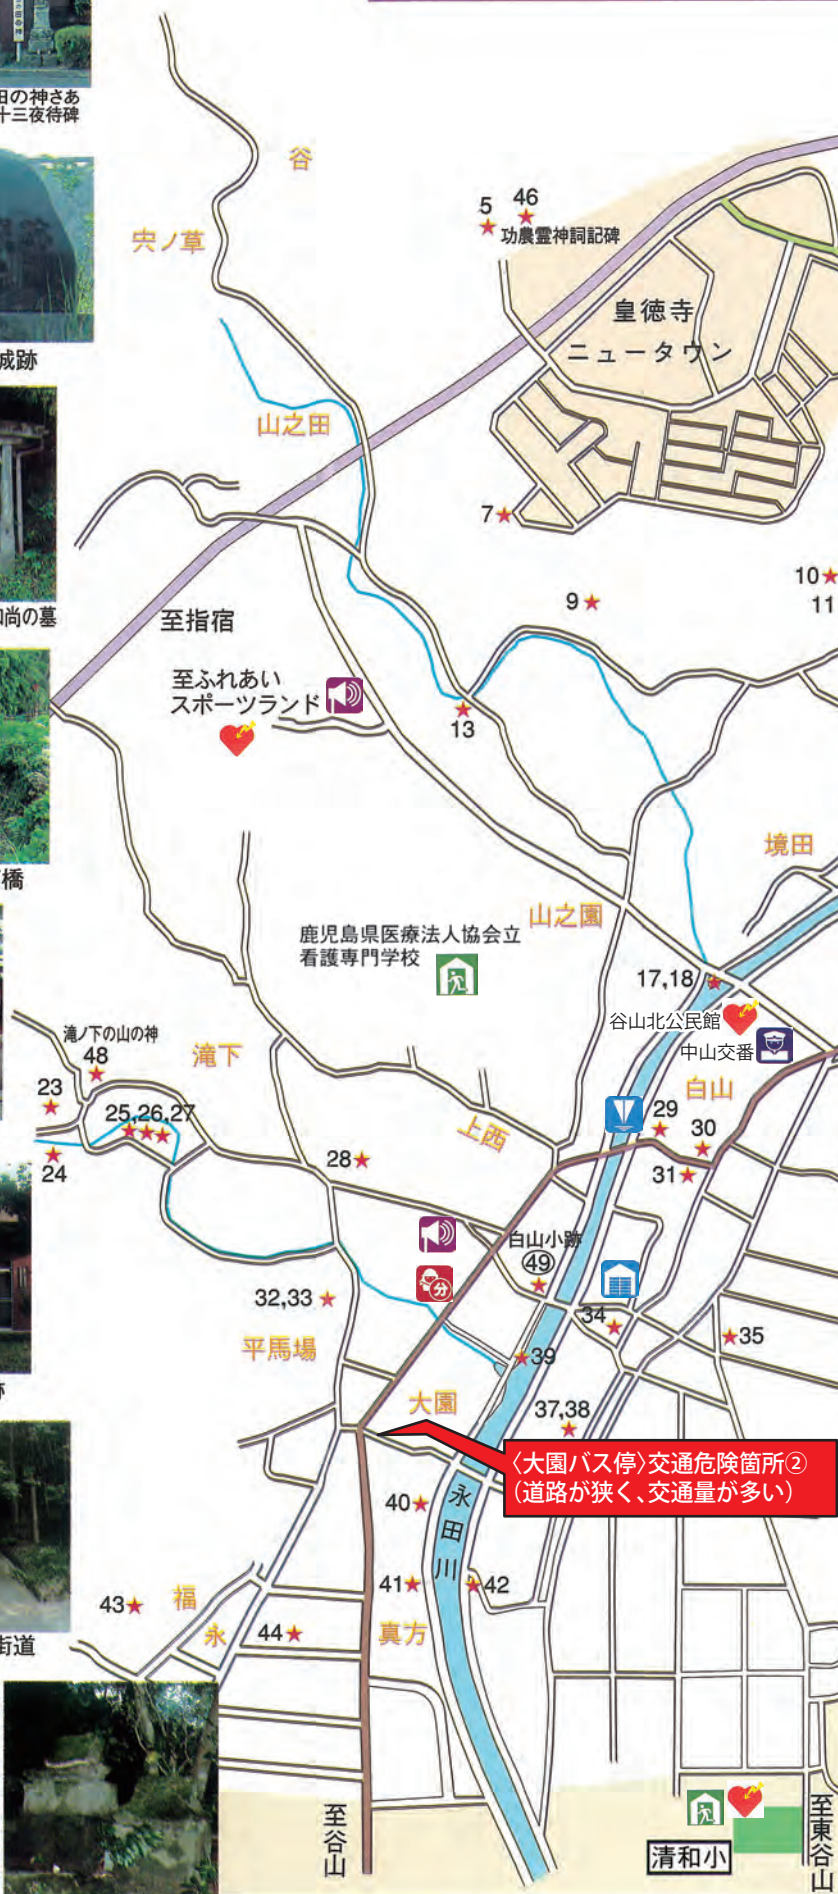 田の神さあ
十三夜待碑
谷
宍ノ草
5
46
功農霊神詞記碑
皇徳寺
ニュータウン
城跡
山之田
7
10
11
9
和尚の墓
至指宿
至ふれあい
スポーツランド
13
境田
橋
山之園
鹿児島県医療法人協会立
看護専門学校
17,18
谷山北公民館
中山交番
滝ノ下の山の神
48
滝下
白山
23
25,26,27
上西
29
30
24
28
31
白山小跡
㊾
分
32,33
34
35
平馬場
39
跡
大園
37,38
〈大園バス停〉交通危険箇所②
(道路が狭く、交通量が多い)
永田川
40
41
42
43
福永
44
真方
街道
至谷山
清和小
至東谷山